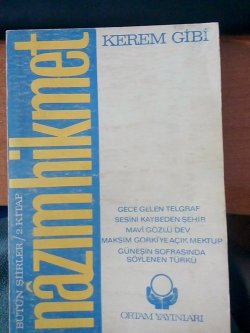 KEREM GİBİ
nâzım hikmet
BÜTÜN ŞİİRLER / 2. KİTAP
GECE GELEN TELGRAF
SESİNİ KAYBEDEN ŞEHİR
MAVİ GÖZLÜ DEV
MAKSİM GORKİ'YE AÇIK MEKTUP
GÜNEŞİN SOFRASINDA
SÖYLENEN TÜRKÜ
ORTAM YAYINLARI